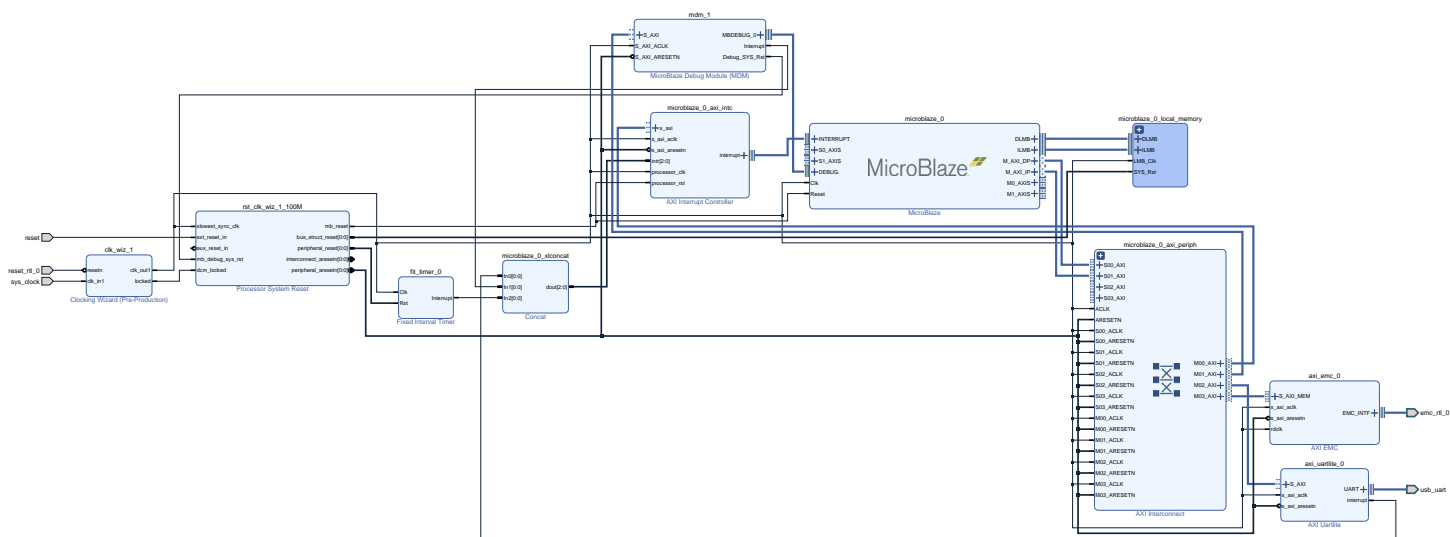 mdm_1
S_AXI
S_AXI_ACLK
S_AXI_ARESETN
MBDEBUG_0
Interrupt
Debug_SYS_Rst
MicroBlaze Debug Module (MDM)
microblaze_0_axi_intc
s_axi
s_axi_aclk
s_axi_aresetn
intr[2:0]
processor_clk
processor_rst
interrupt
AXI Interrupt Controller
microblaze_0
INTERRUPT
S0_AXIS
S1_AXIS
DEBUG
Clk
Reset
MicroBlaze
DLMB
ILMB
M_AXI_DP
M_AXI_IP
M0_AXIS
M1_AXIS
MicroBlaze
microblaze_0_local_memory
DLMB
ILMB
LMB_Clk
SYS_Rst
reset
reset_rtl_0
sys_clock
clk_wiz_1
resetn
clk_in1
clk_out1
locked
Clocking Wizard (Pre-Production)
rst_clk_wiz_1_100M
slowest_sync_clk
ext_reset_in
aux_reset_in
mb_debug_sys_rst
dcm_locked
mb_reset
bus_struct_reset[0:0]
peripheral_reset[0:0]
interconnect_aresetn[0:0]
peripheral_aresetn[0:0]
Processor System Reset
fit_timer_0
Clk
Rst
Interrupt
Fixed Interval Timer
microblaze_0_xlconcat
In0[0:0]
In1[0:0]
In2[0:0]
dout[2:0]
Concat
microblaze_0_axi_periph
S00_AXI
S01_AXI
S02_AXI
S03_AXI
ACLK
ARESETN
S00_ACLK
S00_ARESETN
S01_ACLK
S01_ARESETN
S02_ACLK
S02_ARESETN
S03_ACLK
S03_ARESETN
M00_ACLK
M00_ARESETN
M01_ACLK
M01_ARESETN
M02_ACLK
M02_ARESETN
M03_ACLK
M03_ARESETN
M00_AXI
M01_AXI
M02_AXI
M03_AXI
AXI Interconnect
axi_emc_0
S_AXI_MEM
s_axi_aclk
s_axi_aresetn
rdclk
EMC_INTF
AXI EMC
emc_rtl_0
axi_uartlite_0
S_AXI
s_axi_aclk
s_axi_aresetn
UART
interrupt
AXI Uartlite
usb_uart